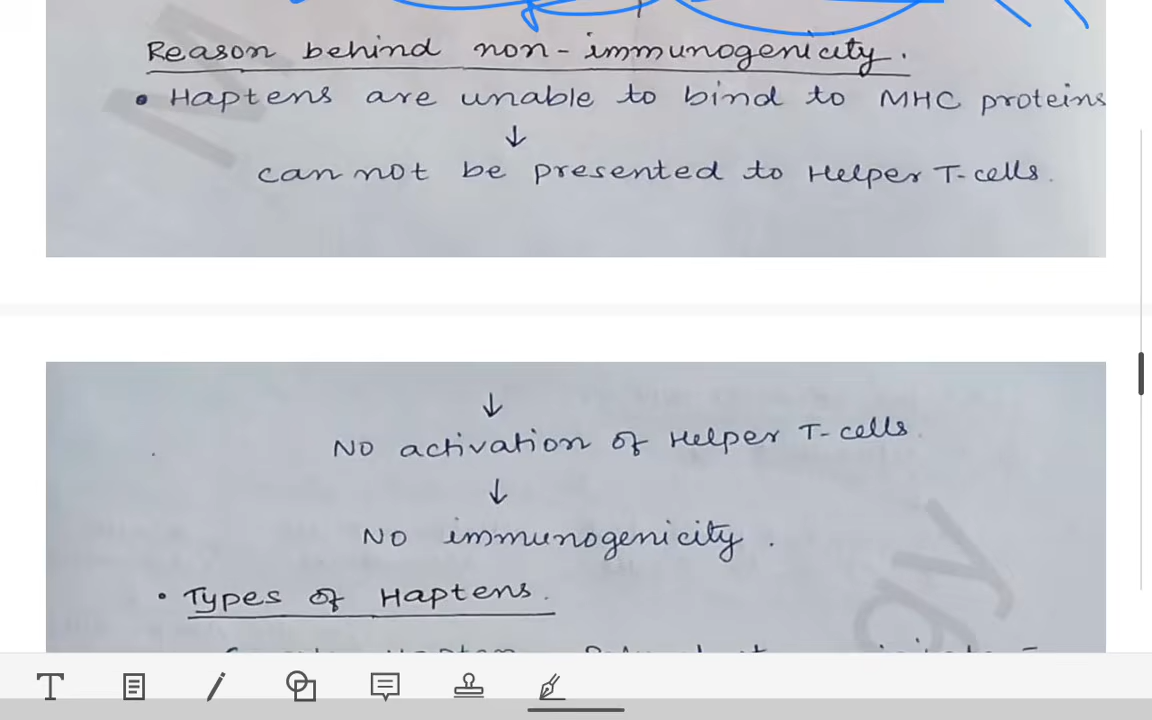 Reason behind non-immunogenicity.
• Haptens are unable to bind to MHC proteins
↓
can not be presented to Helper T-cells.
↓
No activation of Helper T-cells.
↓
No immunogenicity.
• Types of Haptens.
gy
T